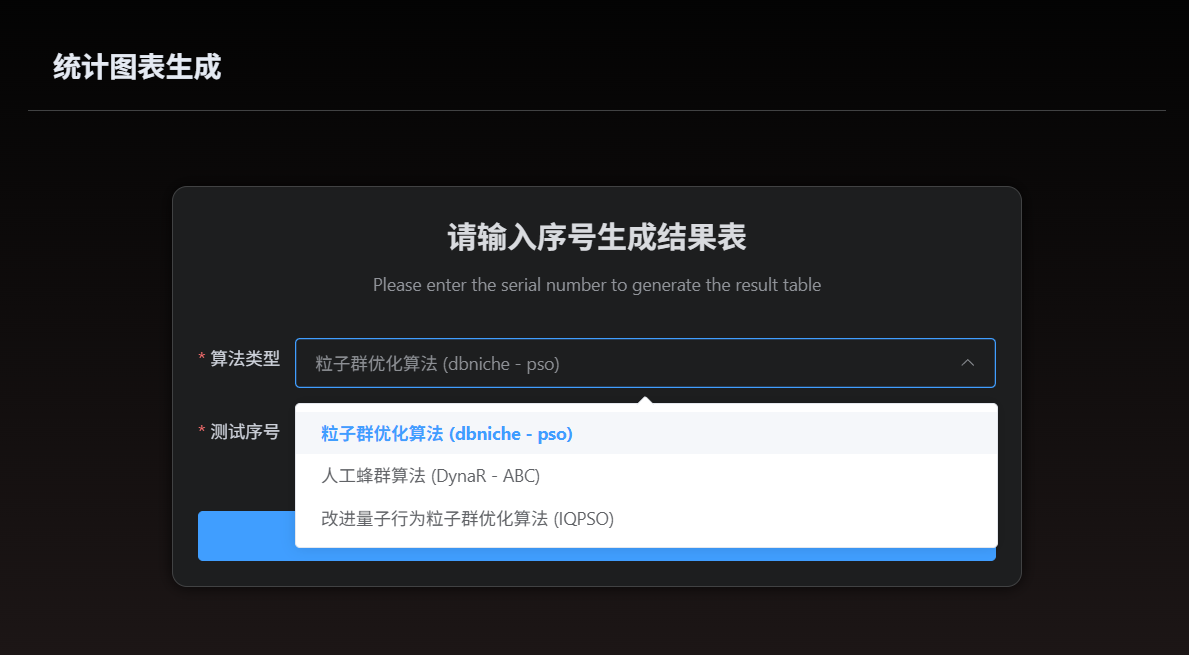 统计图表生成
请输入序号生成结果表
Please enter the serial number to generate the result table
* 算法类型
粒子群优化算法 (dbniche - pso)
* 测试序号
粒子群优化算法 (dbniche - pso)
人工蜂群算法 (DynaR - ABC)
改进量子行为粒子群优化算法 (IQPSO)